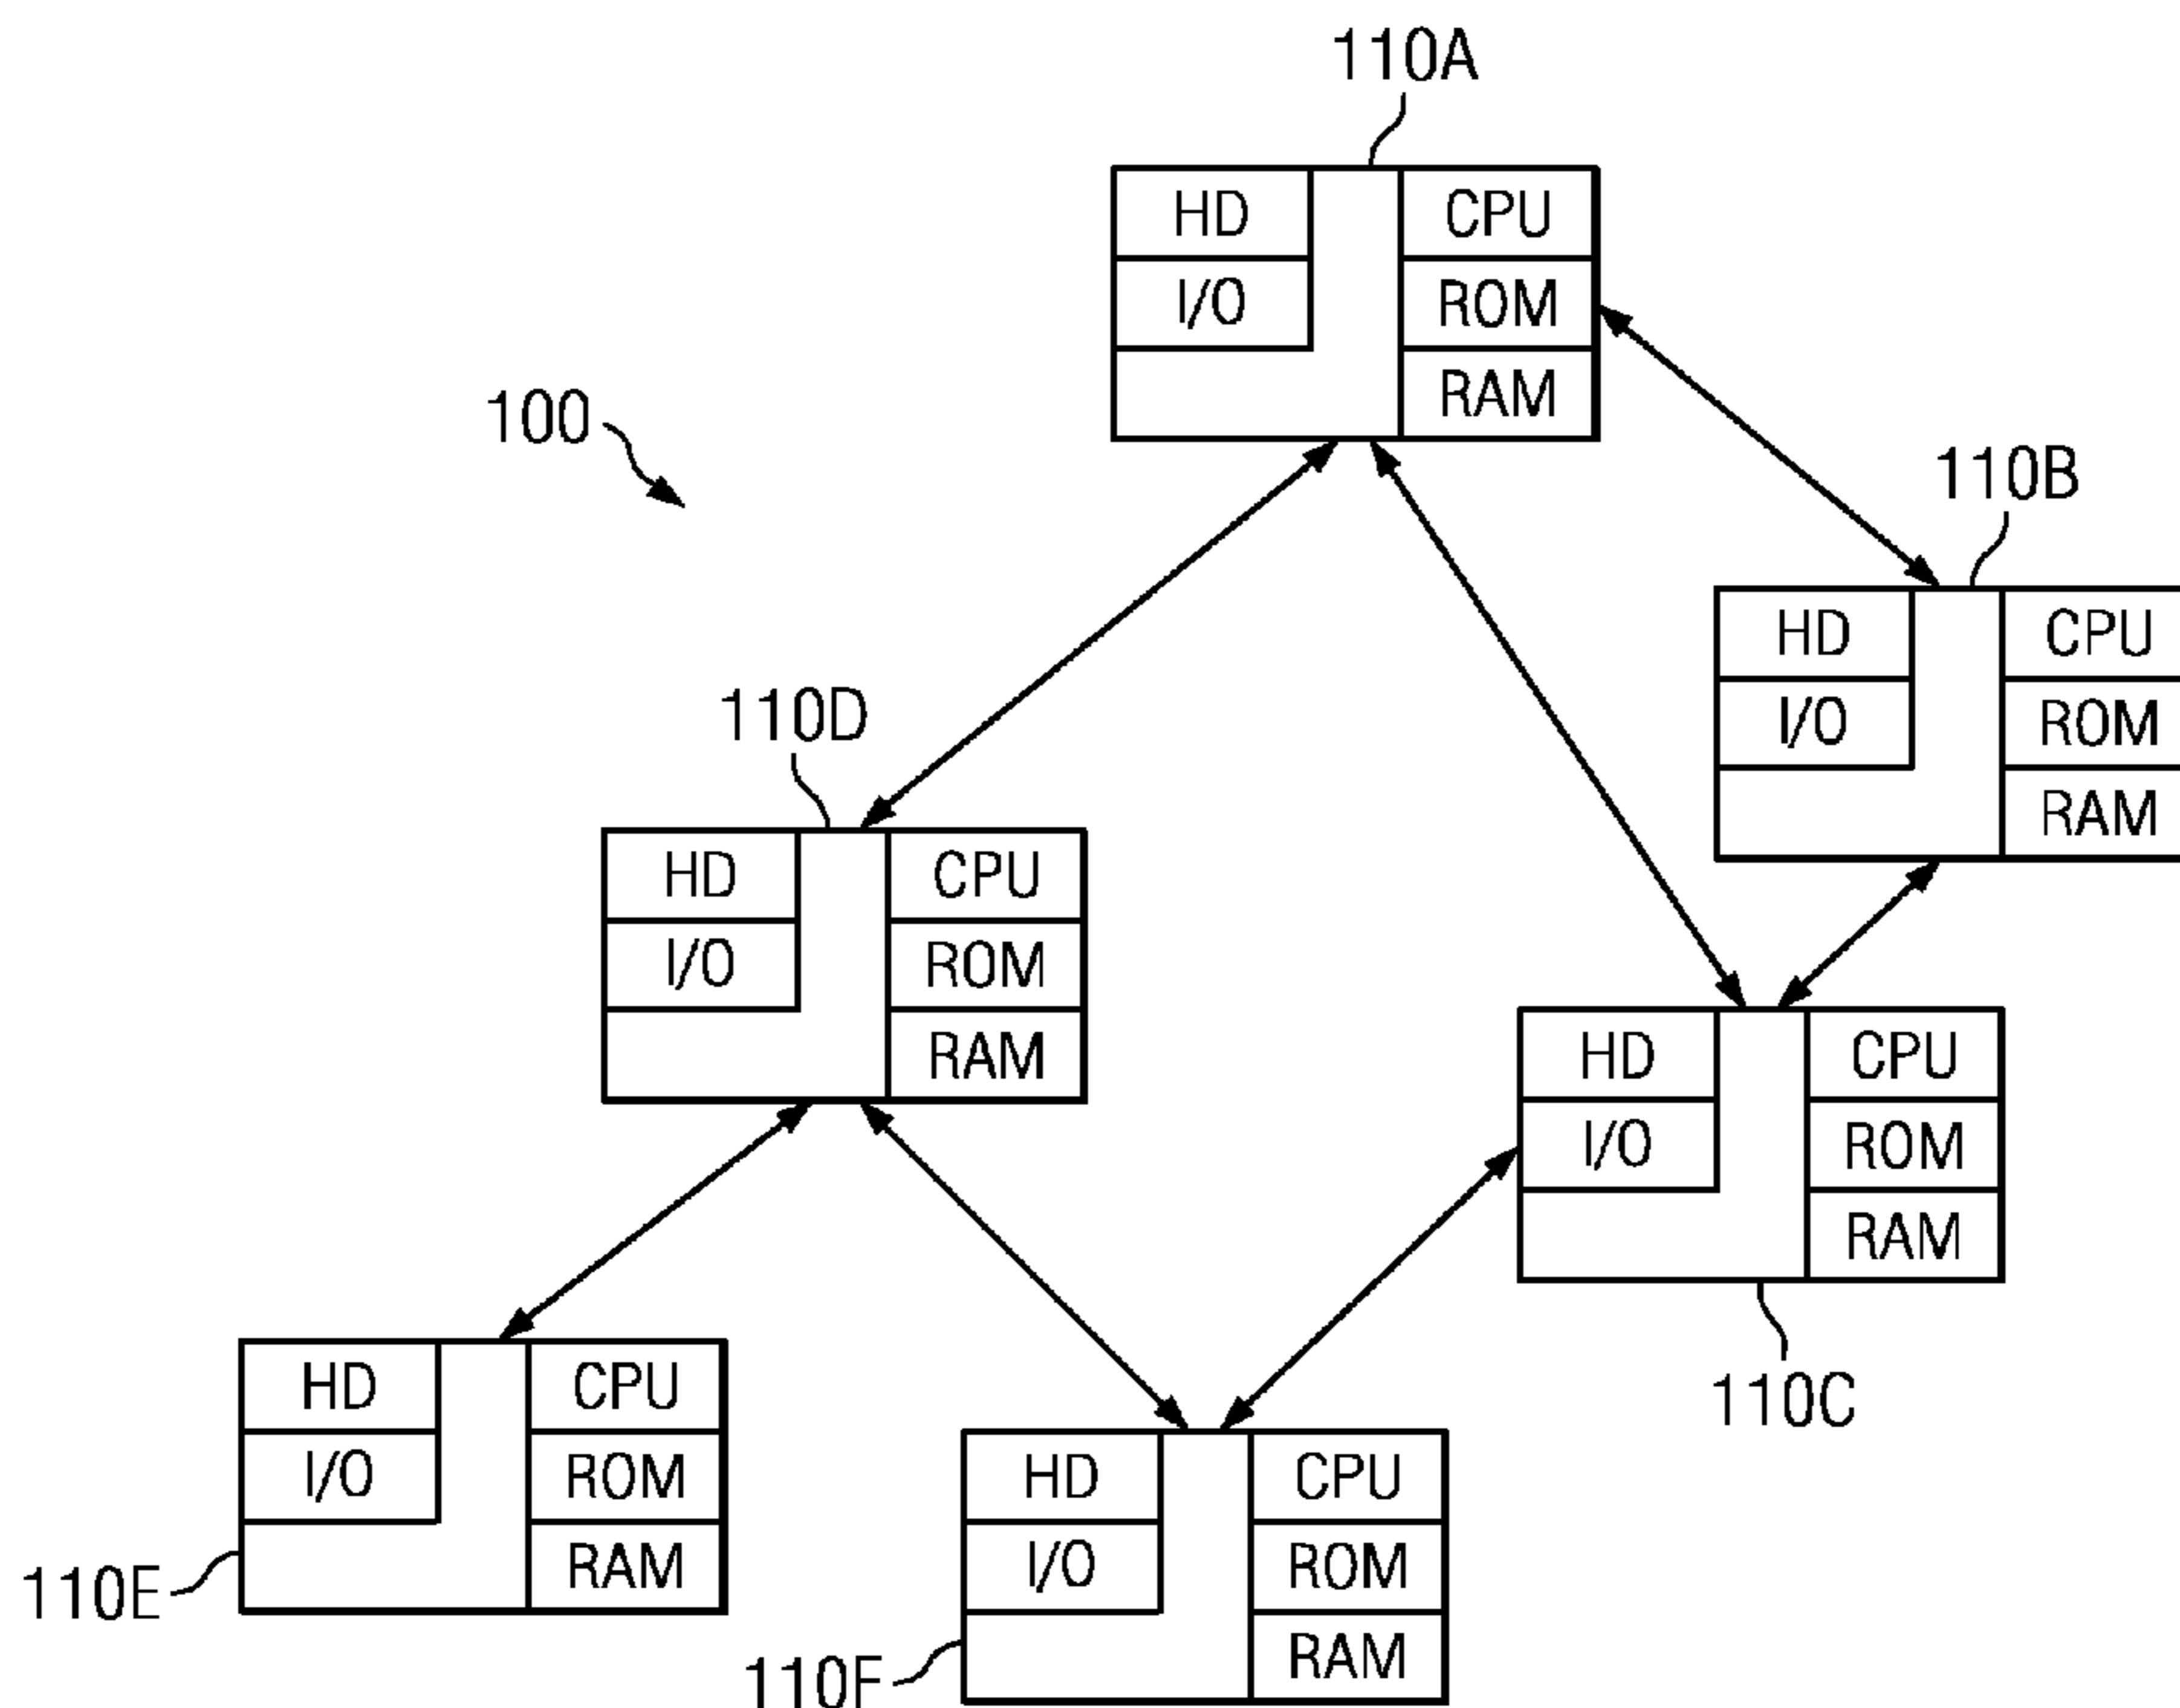 110A
HD
CPU
I/O
ROM
RAM
100
110B
HD
CPU
I/O
ROM
RAM
110D
HD
CPU
I/O
ROM
RAM
HD
CPU
I/O
ROM
RAM
110C
HD
CPU
I/O
ROM
RAM
110E
HD
CPU
I/O
ROM
RAM
110F